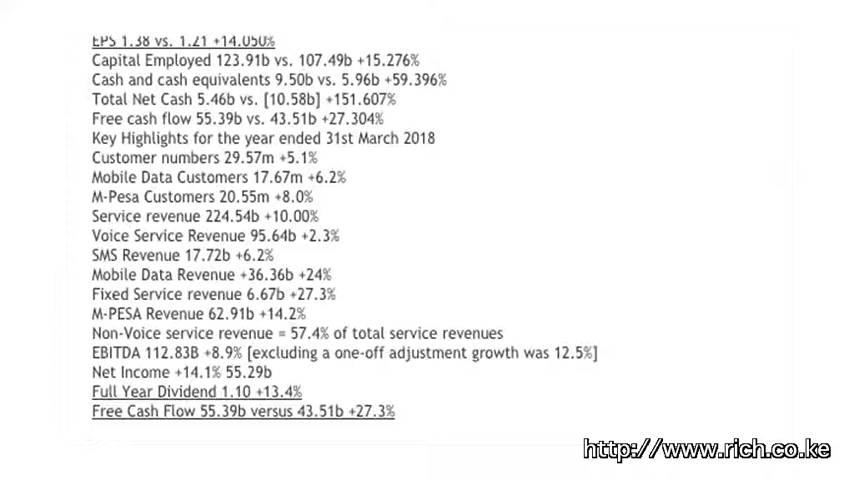 EPS 1.38 vs. 1.21 +14.050%
Capital Employed 123.91b vs. 107.49b +15.276%
Cash and cash equivalents 9.50b vs. 5.96b +59.396%
Total Net Cash 5.46b vs. [10.58b] +151.607%
Free cash flow 55.39b vs. 43.51b +27.304%
Key Highlights for the year ended 31st March 2018
Customer numbers 29.57m +5.1%
Mobile Data Customers 17.67m +6.2%
M-Pesa Customers 20.55m +8.0%
Service revenue 224.54b +10.00%
Voice Service Revenue 95.64b +2.3%
SMS Revenue 17.72b +6.2%
Mobile Data Revenue +36.36b +24%
Fixed Service revenue 6.67b +27.3%
M-PESA Revenue 62.91b +14.2%
Non-Voice service revenue = 57.4% of total service revenues
EBITDA 112.83B +8.9% [excluding a one-off adjustment growth was 12.5%]
Net Income +14.1% 55.29b
Full Year Dividend 1.10 +13.4%
Free Cash Flow 55.39b versus 43.51b +27.3%
http://www.rich.co.ke